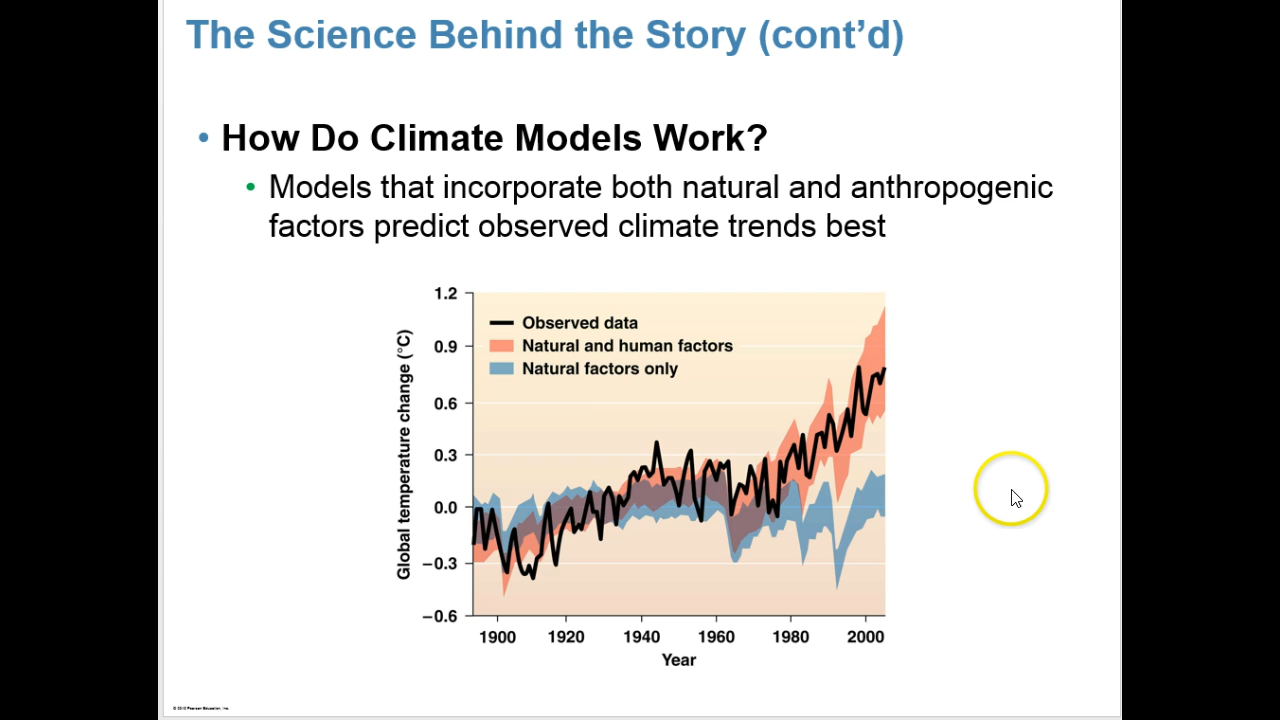 The Science Behind the Story (cont’d)
• How Do Climate Models Work?
• Models that incorporate both natural and anthropogenic
factors predict observed climate trends best
1.2
0.9
0.6
0.3
0.0
−0.3
−0.6
Global temperature change (°C)
Observed data
Natural and human factors
Natural factors only
1900 1920 1940 1960 1980 2000
Year
Pearson Education, Inc.